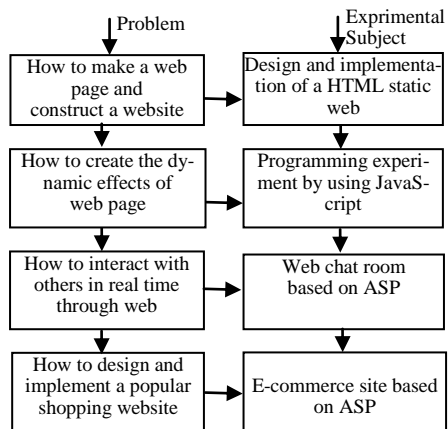 Problem
Exprimental
Subject
How to make a web
page and
construct a website
Design and implementa-
tion of a HTML static
web
How to create the dy-
namic effects of
web page
Programming experi-
ment by using JavaS-
cript
How to interact with
others in real time
through web
Web chat room
based on ASP
How to design and
implement a popular
shopping website
E-commerce site based
on ASP